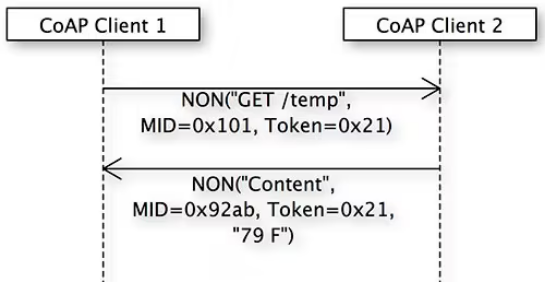 CoAP Client 1
CoAP Client 2
NON("GET /temp",
MID=0x101, Token=0x21)
NON("Content",
MID=0x92ab, Token=0x21,
"79 F")